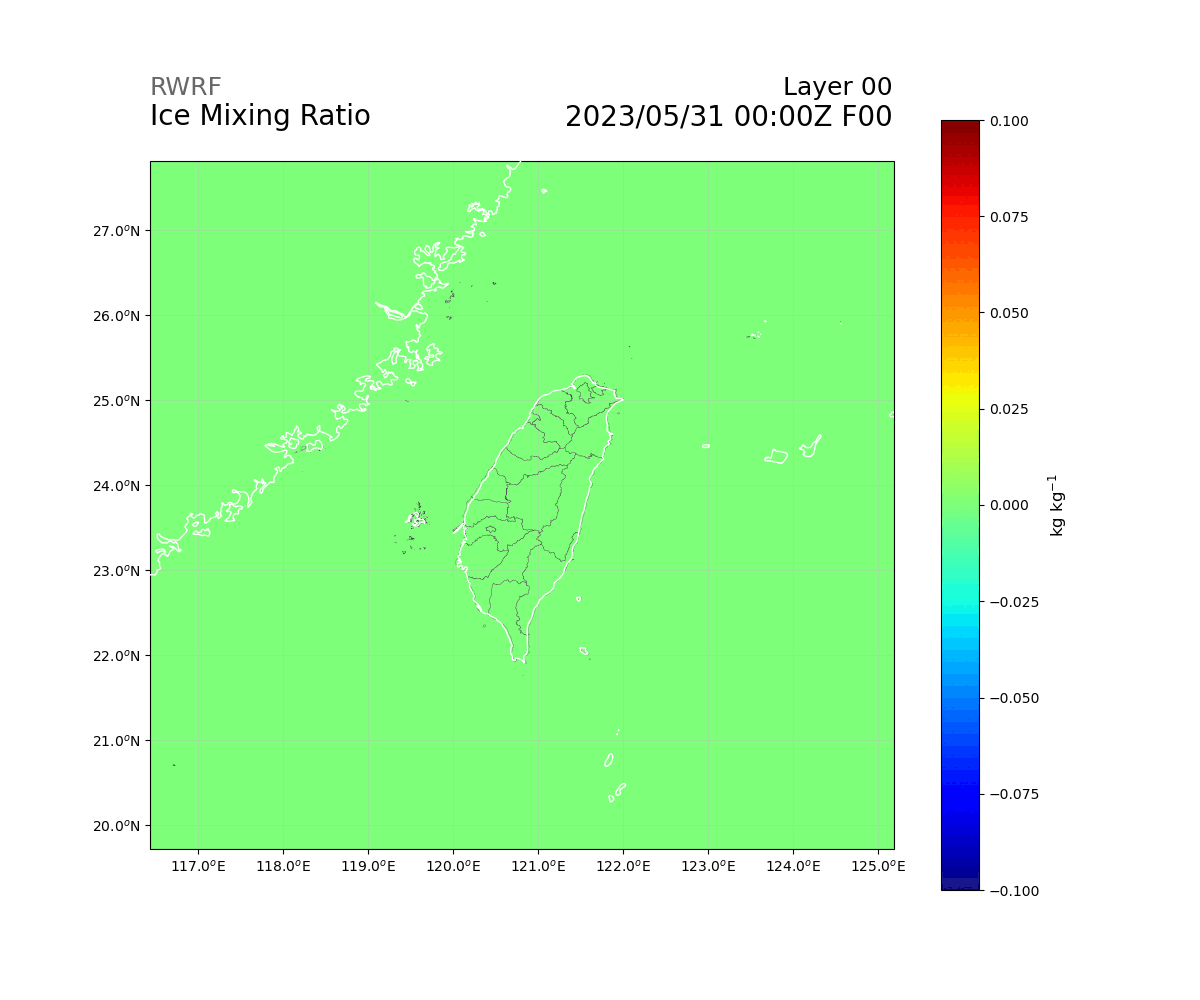 RWRF
Layer 00
Ice Mixing Ratio
2023/05/31 00:00Z F00
27.0°N
26.0°N
25.0°N
24.0°N
23.0°N
22.0°N
21.0°N
20.0°N
117.0°E
118.0°E
119.0°E
120.0°E
121.0°E
122.0°E
123.0°E
124.0°E
125.0°E
0.100
0.075
0.050
0.025
0.000
−0.025
−0.050
−0.075
−0.100
kg kg⁻¹